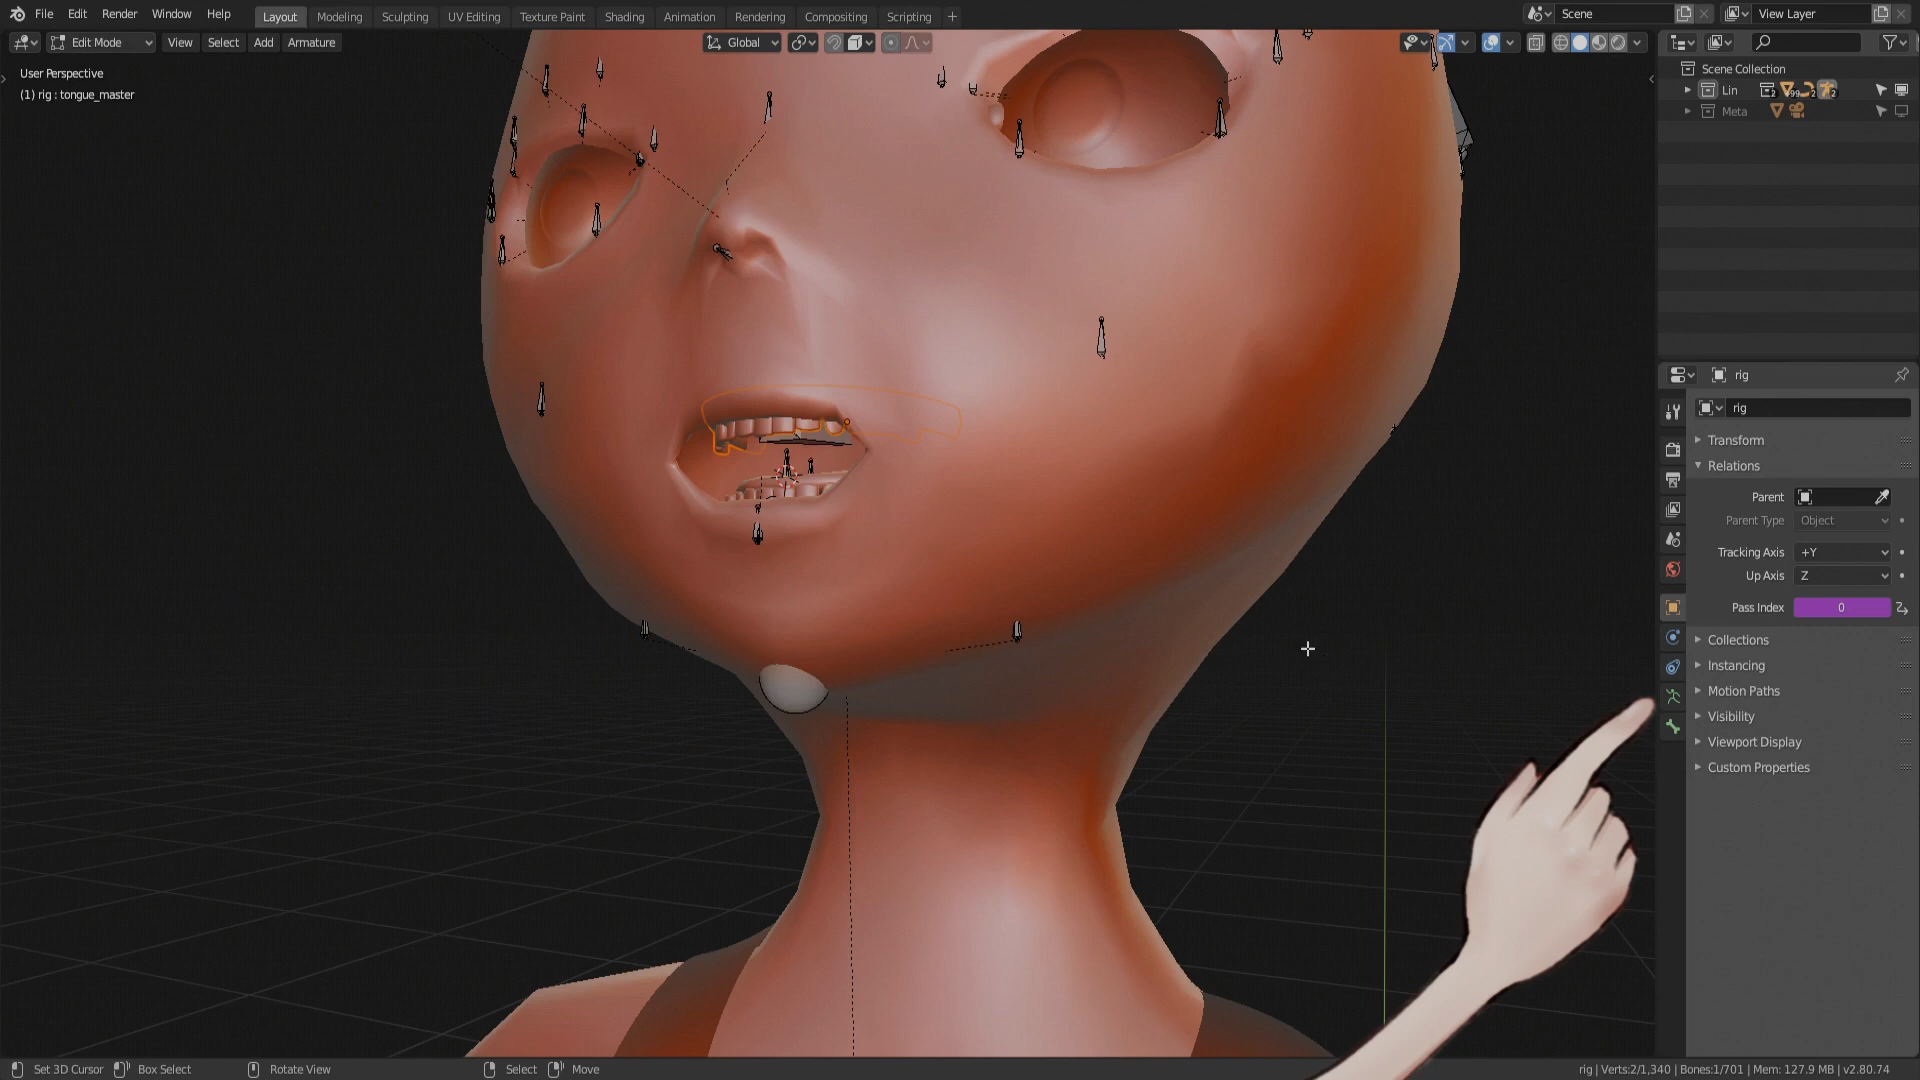 File Edit Render Window Help Layout Modeling Sculpting UV Editing Texture Paint Shading Animation Rendering Compositing Scripting + Scene View Layer
Edit Mode View Select Add Armature Global
User Perspective
(1) rig : tongue_master
Scene Collection
Lin
Meta
rig
rig
Transform
Relations
Parent
Parent Type Object
Tracking Axis +Y
Up Axis Z
Pass Index 0
Collections
Instancing
Motion Paths
Visibility
Viewport Display
Custom Properties
Set 3D Cursor Box Select Rotate View Select Move rig | Verts:2/1,340 | Bones:1/701 | Mem: 127.9 MB | v2.80.74